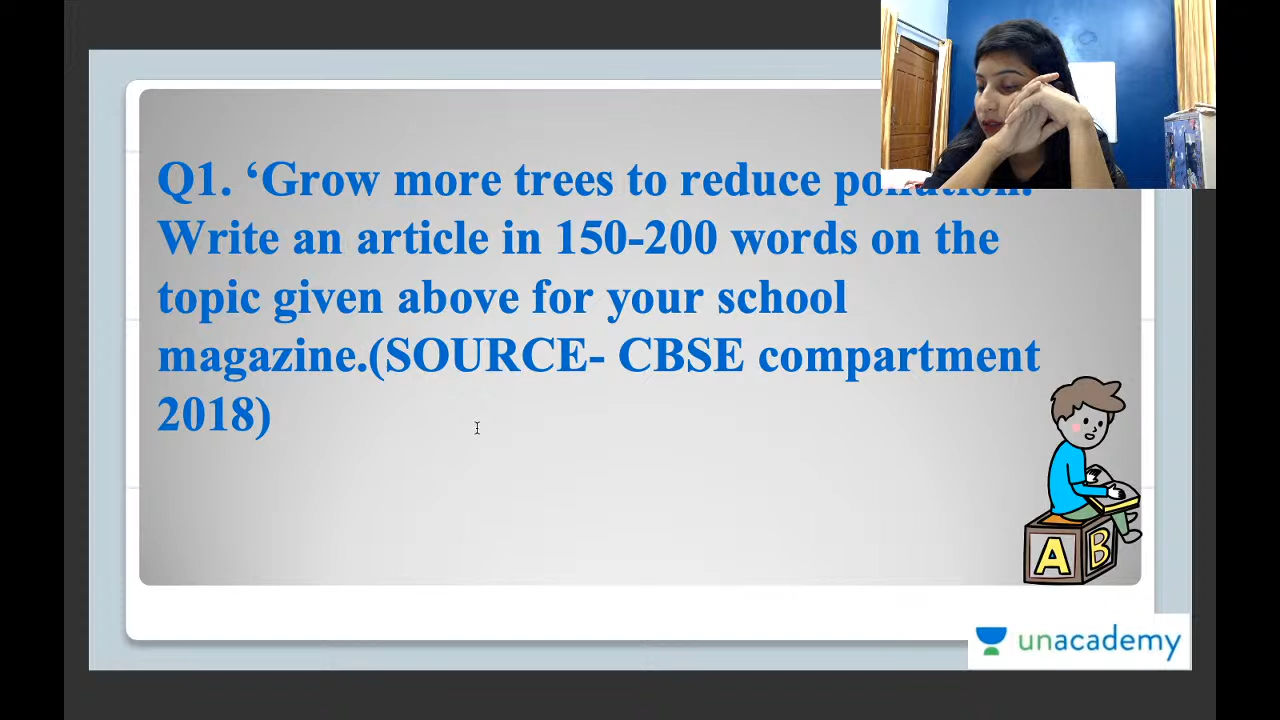 Q1. ‘Grow more trees to reduce pollution.
Write an article in 150-200 words on the
topic given above for your school
magazine.(SOURCE- CBSE compartment
2018)
A B
unacademy